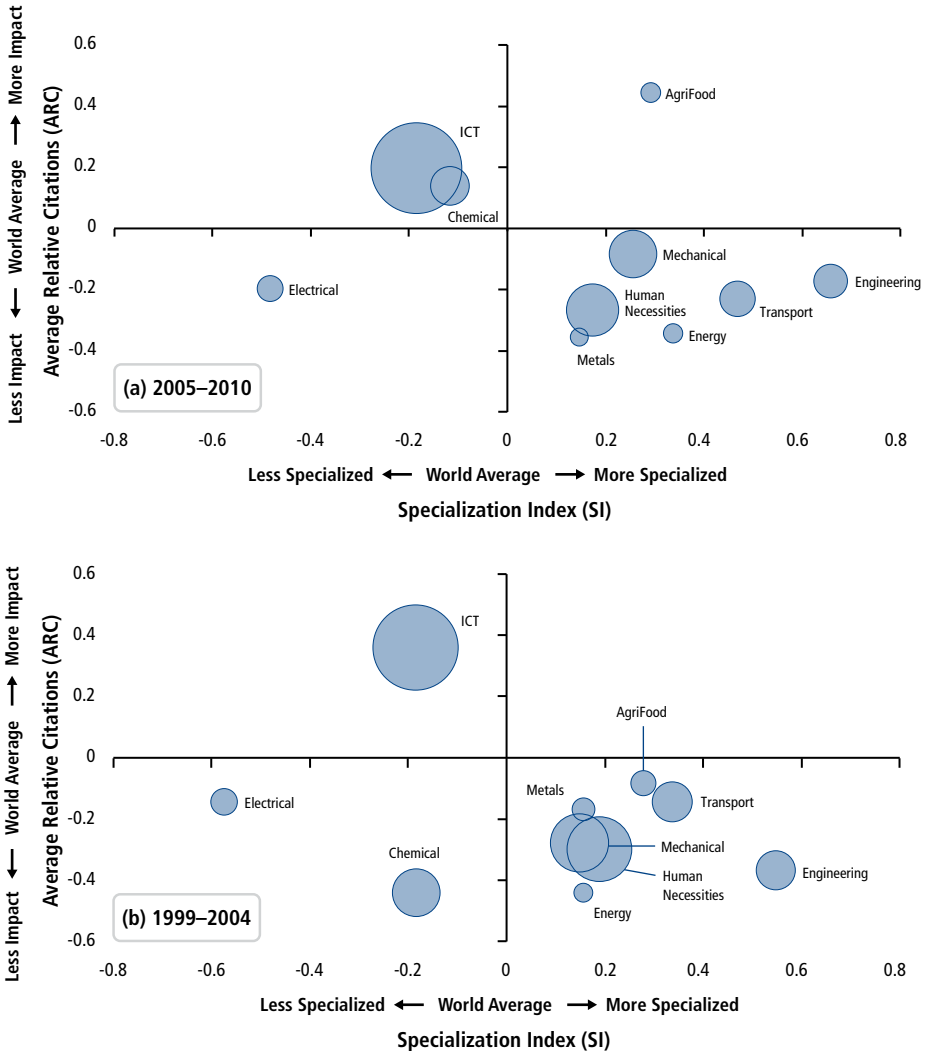 Less Impact ← World Average → More Impact
Average Relative Citations (ARC)
0.6
0.4
0.2
0
-0.2
-0.4
-0.6
AgriFood
ICT
Chemical
Mechanical
Electrical
Human
Necessities
Engineering
Transport
Energy
Metals
(a) 2005–2010
-0.8 -0.6 -0.4 -0.2 0 0.2 0.4 0.6 0.8
Less Specialized ← World Average → More Specialized
Specialization Index (SI)
Less Impact ← World Average → More Impact
Average Relative Citations (ARC)
0.6
0.4
0.2
0
-0.2
-0.4
-0.6
ICT
AgriFood
Metals
Electrical
Transport
Mechanical
Chemical
Engineering
Human
Necessities
Energy
(b) 1999–2004
-0.8 -0.6 -0.4 -0.2 0 0.2 0.4 0.6 0.8
Less Specialized ← World Average → More Specialized
Specialization Index (SI)